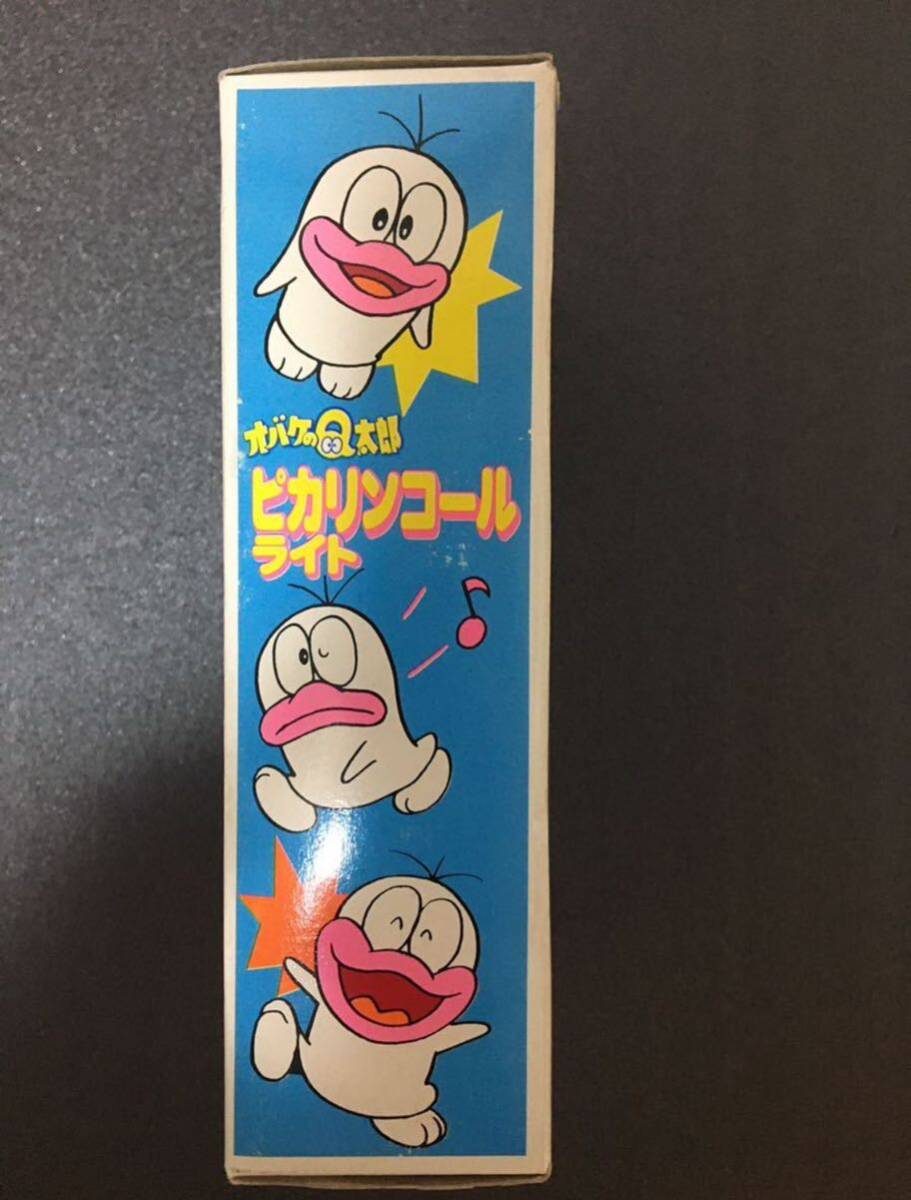 オバケのQ太郎
ピカリンコール
ライト